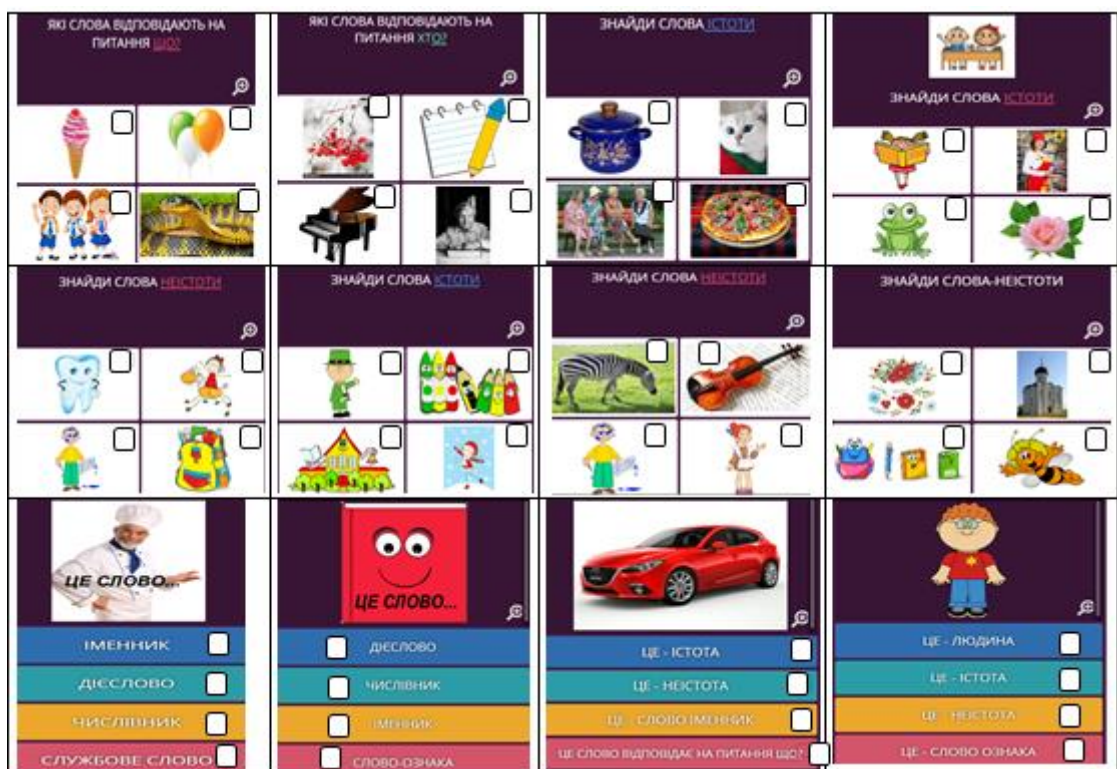 ЯКІ СЛОВА ВІДПОВІДАЮТЬ НА
ПИТАННЯ ЩО?
ЯКІ СЛОВА ВІДПОВІДАЮТЬ НА
ПИТАННЯ ХТО?
ЗНАЙДИ СЛОВА ІСТОТИ
ЗНАЙДИ СЛОВА ІСТОТИ
ЗНАЙДИ СЛОВА НЕІСТОТИ
ЗНАЙДИ СЛОВА ІСТОТИ
ЗНАЙДИ СЛОВА НЕІСТОТИ
ЗНАЙДИ СЛОВА-НЕІСТОТИ
ЦЕ СЛОВО...
ІМЕННИК
ДІЄСЛОВО
ЧИСЛІВНИК
СЛУЖБОВЕ СЛОВО
ЦЕ СЛОВО...
ДІЄСЛОВО
ЧИСЛІВНИК
ІМЕННИК
СЛОВО-ОЗНАКА
ЦЕ - ІСТОТА
ЦЕ - НЕІСТОТА
ЦЕ - СЛОВО ІМЕННИК
ЦЕ СЛОВО ВІДПОВІДАЄ НА ПИТАННЯ ЩО?
ЦЕ - ЛЮДИНА
ЦЕ - ІСТОТА
ЦЕ - НЕІСТОТА
ЦЕ - СЛОВО ОЗНАКА